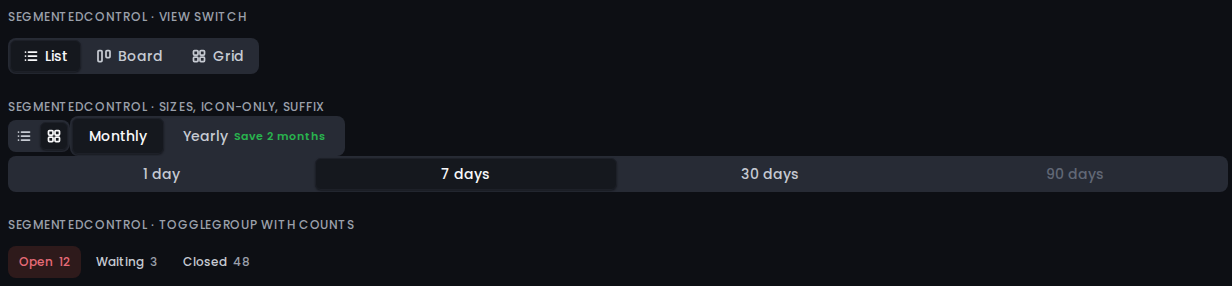 SEGMENTEDCONTROL · VIEW SWITCH
List Board Grid
SEGMENTEDCONTROL · SIZES, ICON-ONLY, SUFFIX
Monthly Yearly Save 2 months
1 day 7 days 30 days 90 days
SEGMENTEDCONTROL · TOGGLEGROUP WITH COUNTS
Open 12 Waiting 3 Closed 48